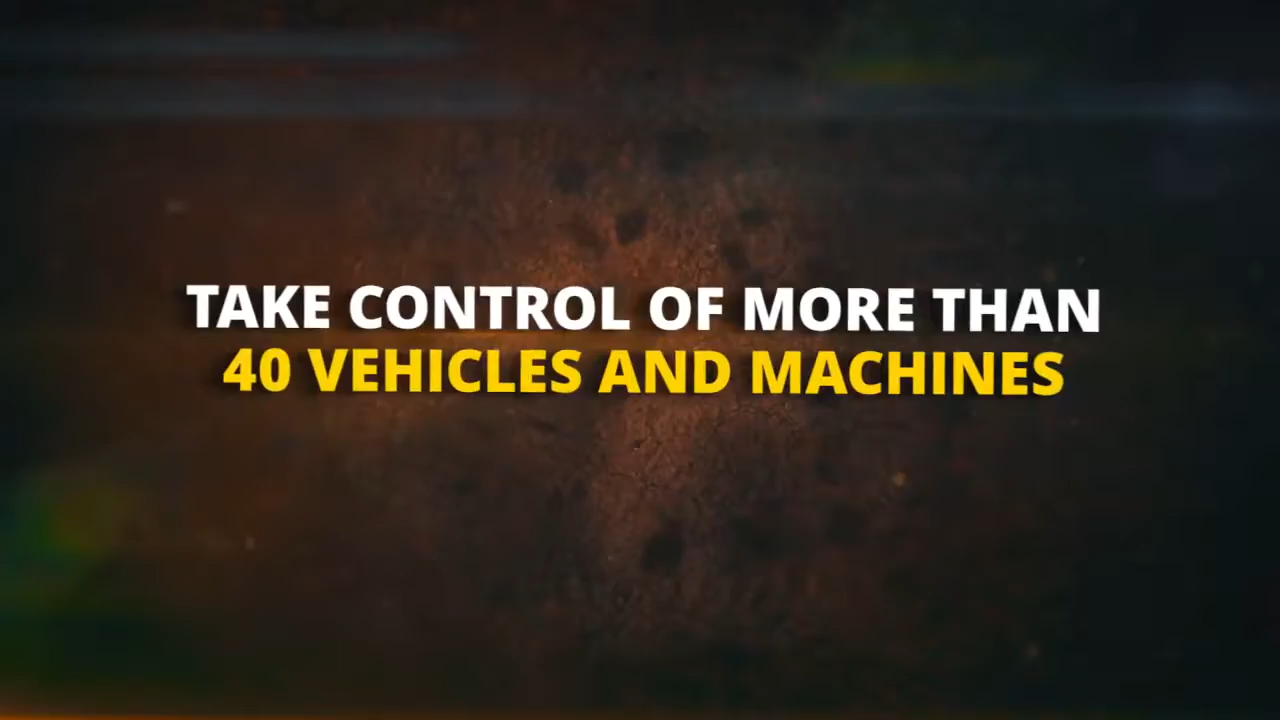 TAKE CONTROL OF MORE THAN
40 VEHICLES AND MACHINES